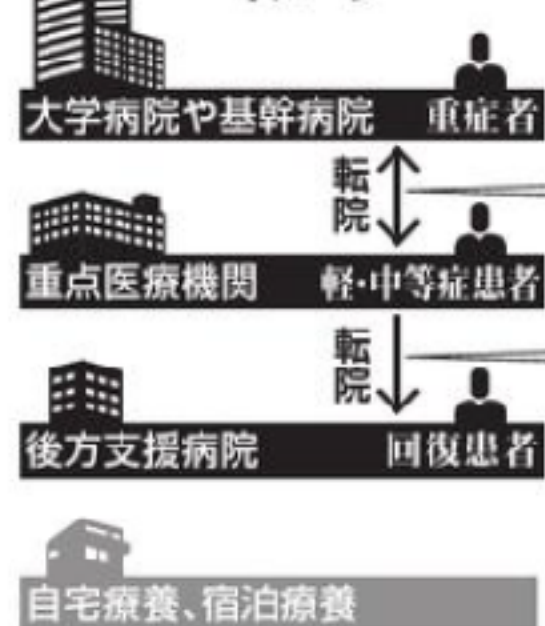 大学病院や基幹病院 重症者
転院
重点医療機関 軽・中等症患者
転院
後方支援病院 回復患者
自宅療養、宿泊療養